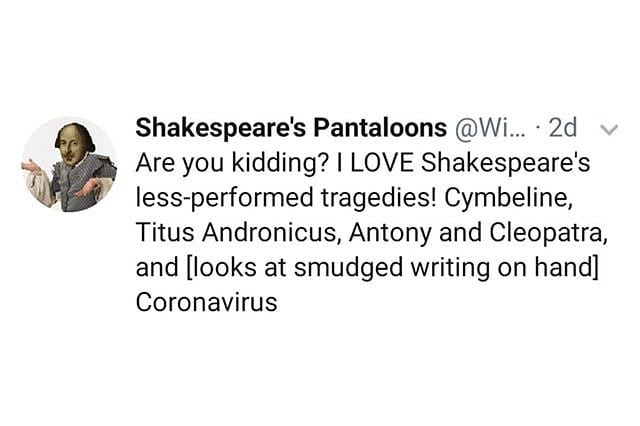 Shakespeare's Pantaloons @Wi... · 2d
Are you kidding? I LOVE Shakespeare's
less-performed tragedies! Cymbeline,
Titus Andronicus, Antony and Cleopatra,
and [looks at smudged writing on hand]
Coronavirus